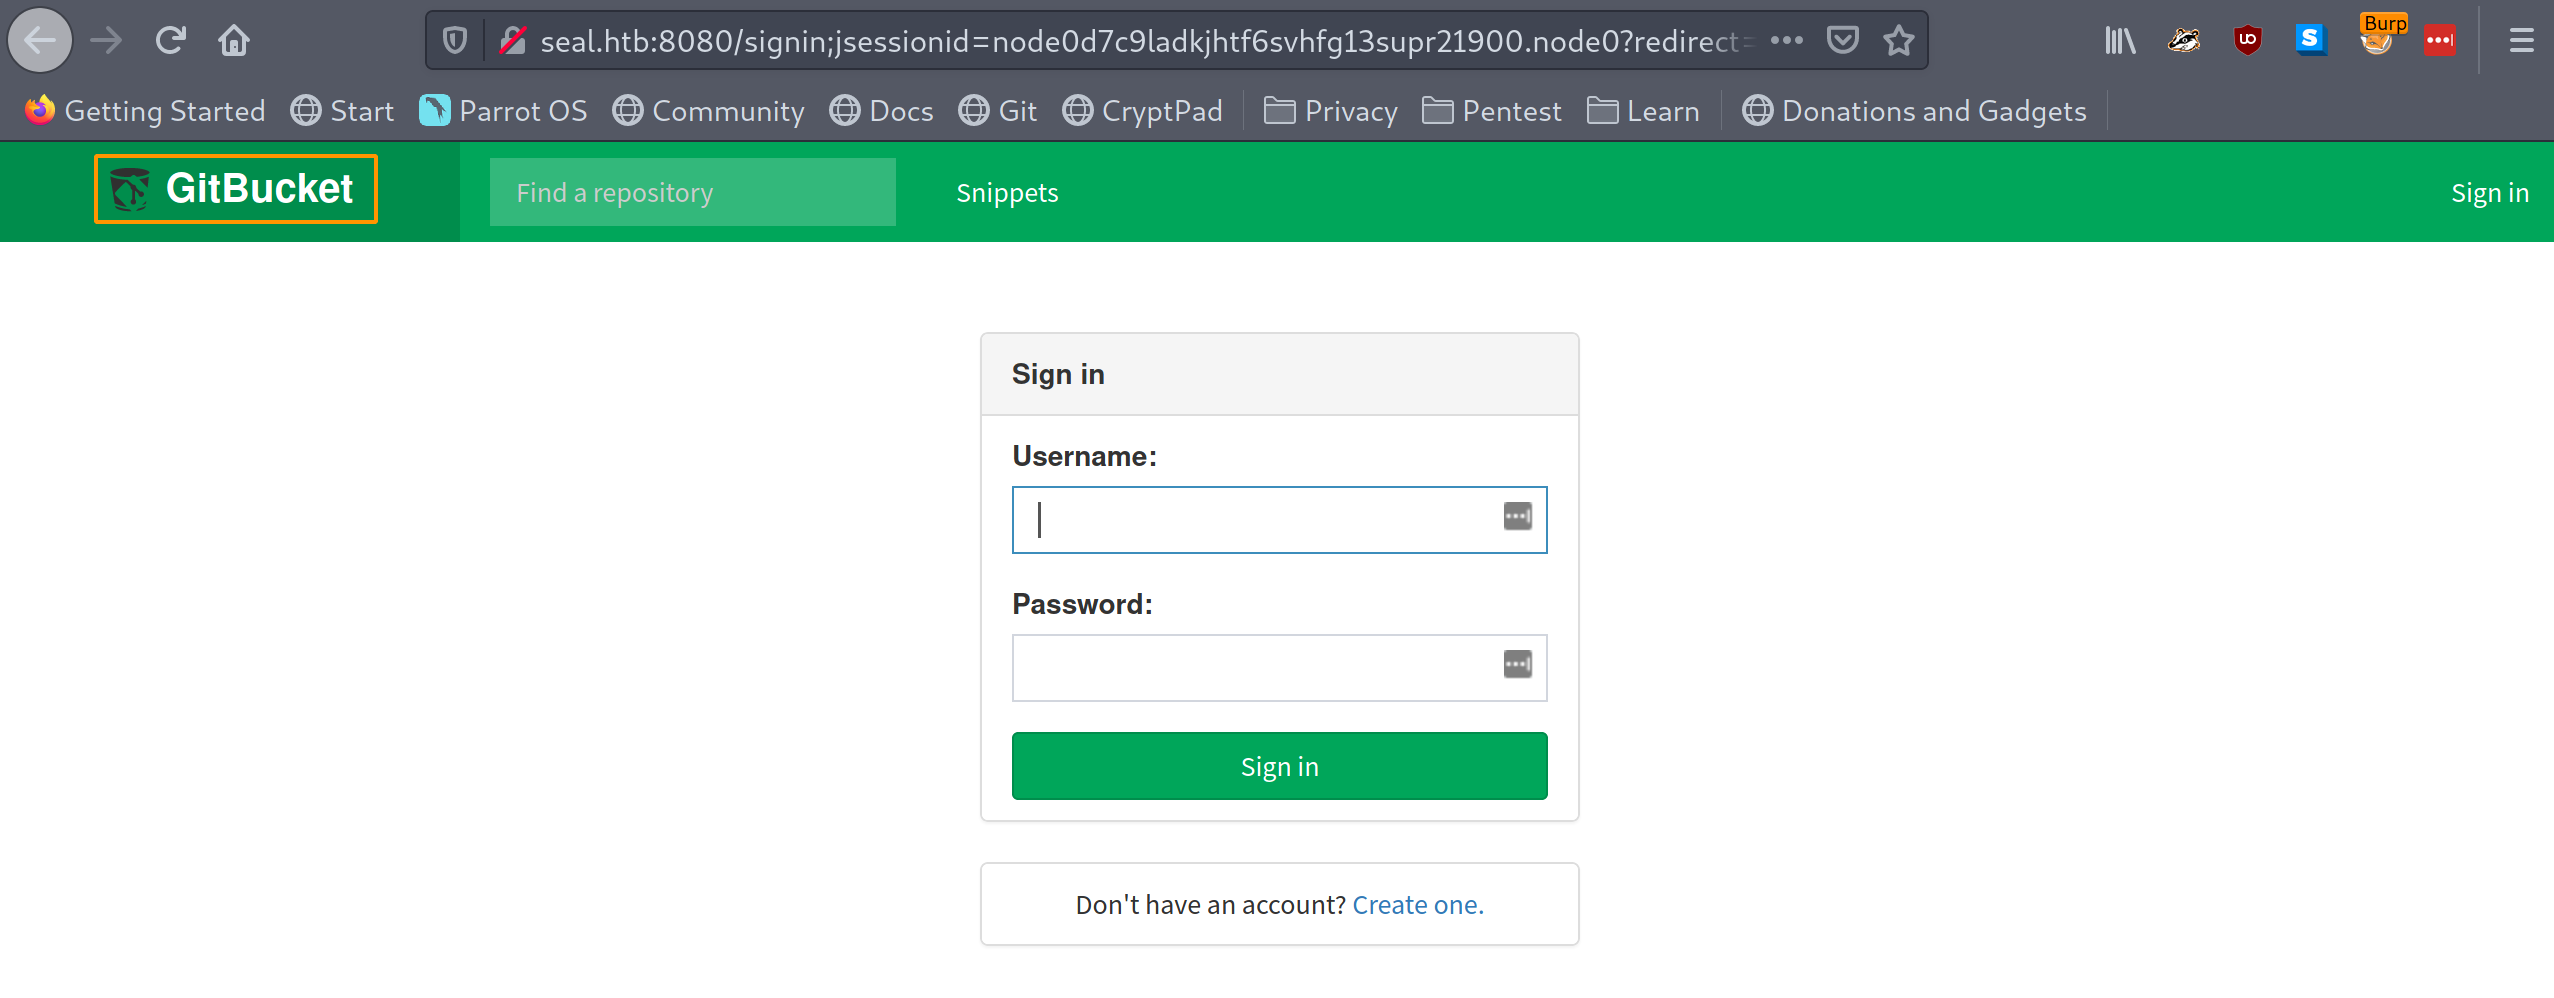 seal.htb:8080/signin;jsessionid=node0d7c9ladkjhtf6svhfg13supr21900.node0?redirect=
Burp
Getting Started Start Parrot OS Community Docs Git CryptPad Privacy Pentest Learn Donations and Gadgets
GitBucket Find a repository Snippets Sign in
Sign in
Username:
Password:
Sign in
Don't have an account? Create one.